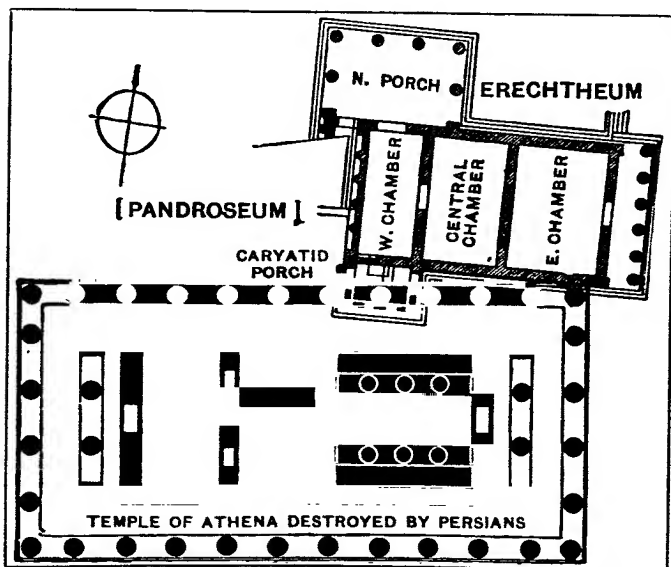 N. PORCH
ERECHTHEUM
[PANDROSEUM]
W. CHAMBER
CENTRAL
CHAMBER
E. CHAMBER
CARYATID
PORCH
TEMPLE OF ATHENA DESTROYED BY PERSIANS